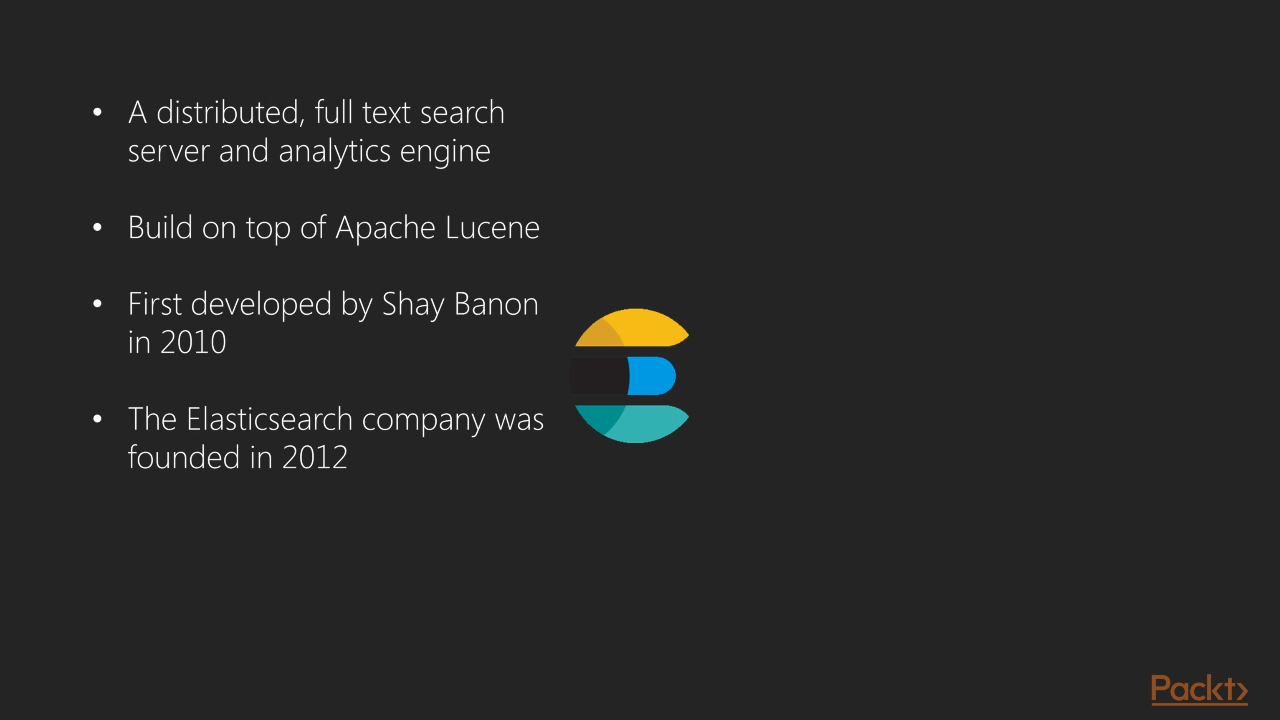 • A distributed, full text search
server and analytics engine
• Build on top of Apache Lucene
• First developed by Shay Banon
in 2010
• The Elasticsearch company was
founded in 2012
Packt>